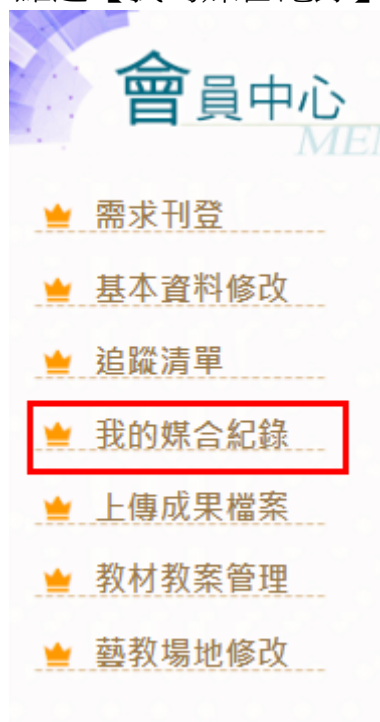 會員中心
MEM
需求刊登
基本資料修改
追蹤清單
我的媒合紀錄
上傳成果檔案
教材教案管理
藝教場地修改